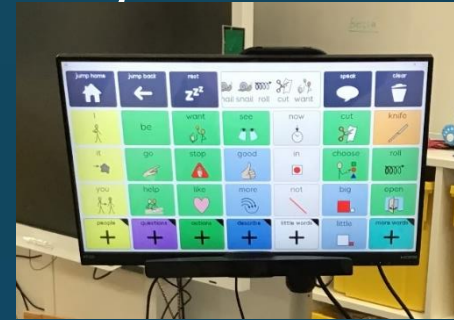 jump home jump back rest speak clear
zzz
snail snail roll cut want
I be want see now cut knife
it go stop good in choose roll
you help like more not big open
people questions actions describe little words little more words